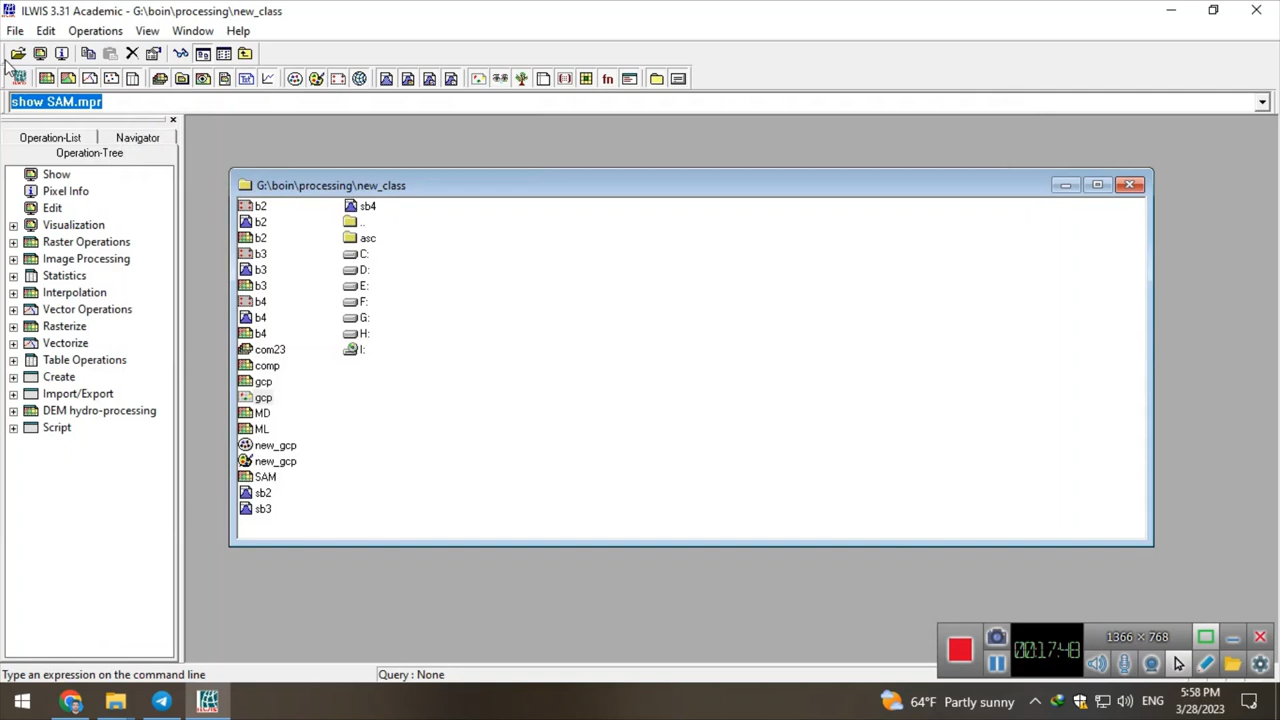 ILWIS 3.31 Academic - G:\boin\processing\new_class
File Edit Operations View Window Help
show SAM.mpr
Operation-List Navigator
Operation-Tree
Show
Pixel Info
Edit
Visualization
Raster Operations
Image Processing
Statistics
Interpolation
Vector Operations
Rasterize
Vectorize
Table Operations
Create
Import/Export
DEM hydro-processing
Script
G:\boin\processing\new_class
b2
b2
b2
b3
b3
b3
b4
b4
b4
com23
comp
gcp
gcp
MD
ML
new_gcp
new_gcp
SAM
sb2
sb3
sb4
..
asc
C:
D:
E:
F:
G:
H:
I:
fn
1366 × 768
00:17:48
Type an expression on the command line
Query : None
64°F Partly sunny
ENG
5:58 PM
3/28/2023